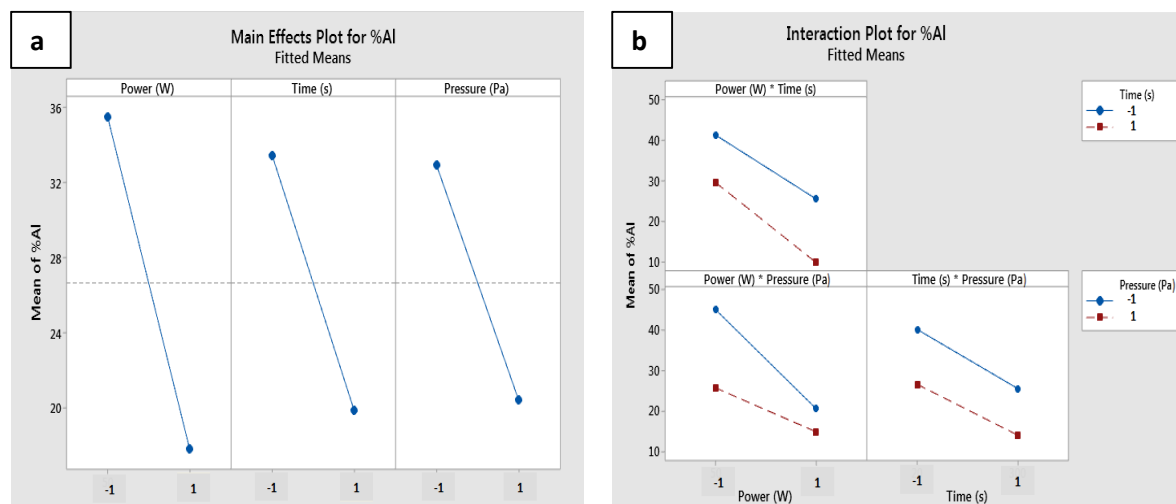 a
Main Effects Plot for %Al
Fitted Means
Power (W) Time (s) Pressure (Pa)
Mean of %Al
36
32
28
24
20
-1 1 -1 1 -1 1
b
Interaction Plot for %Al
Fitted Means
Mean of %Al
Power (W) * Time (s)
50
40
30
20
10
Time (s)
-1
1
Power (W) * Pressure (Pa) Time (s) * Pressure (Pa)
50
40
30
20
10
Pressure (Pa)
-1
1
-1 1 -1 1
Power (W) Time (s)